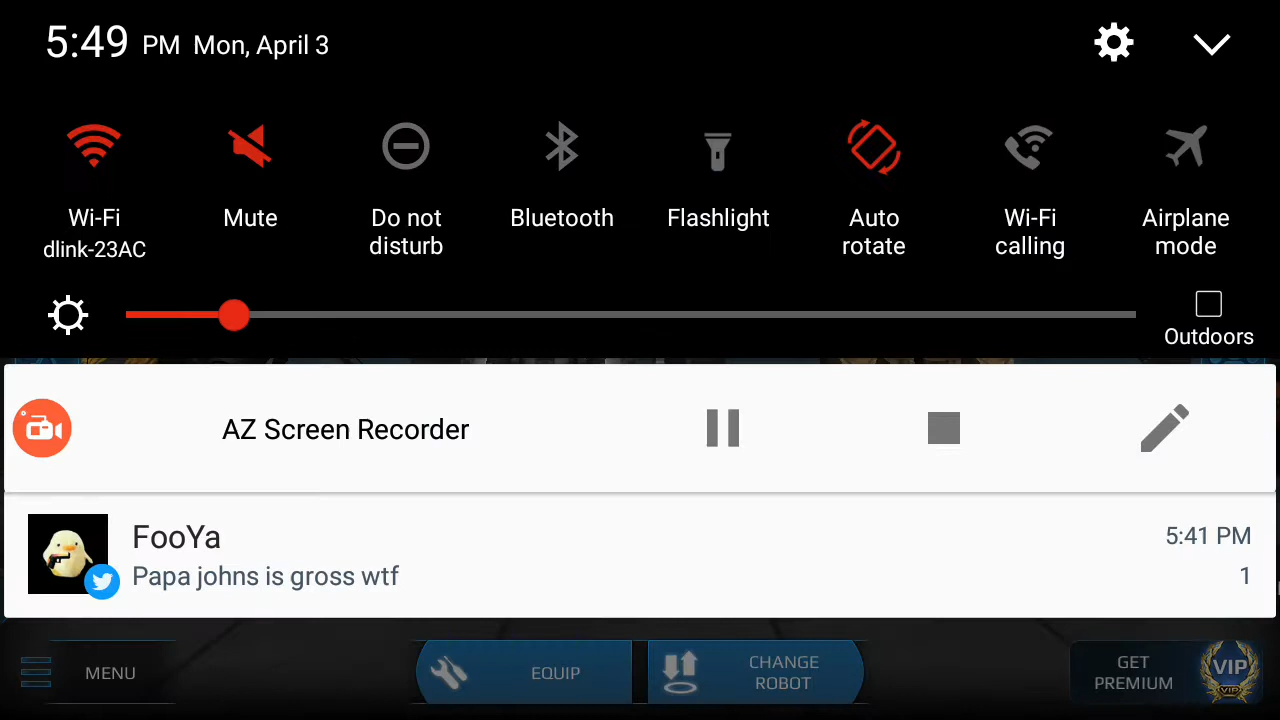 5:49 PM Mon, April 3
Wi-Fi
dlink-23AC
Mute
Do not
disturb
Bluetooth
Flashlight
Auto
rotate
Wi-Fi
calling
Airplane
mode
Outdoors
AZ Screen Recorder
FooYa
5:41 PM
Papa johns is gross wtf
1
MENU
EQUIP
CHANGE
ROBOT
GET
PREMIUM
VIP
VIP